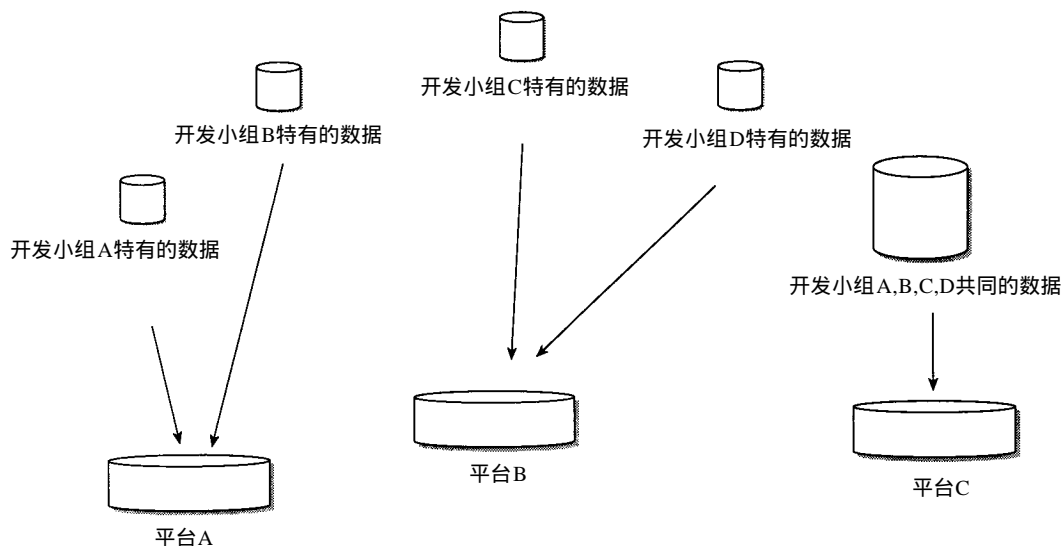 开发小组C特有的数据
开发小组B特有的数据
开发小组D特有的数据
开发小组A特有的数据
开发小组A,B,C,D共同的数据
平台B
平台C
平台A